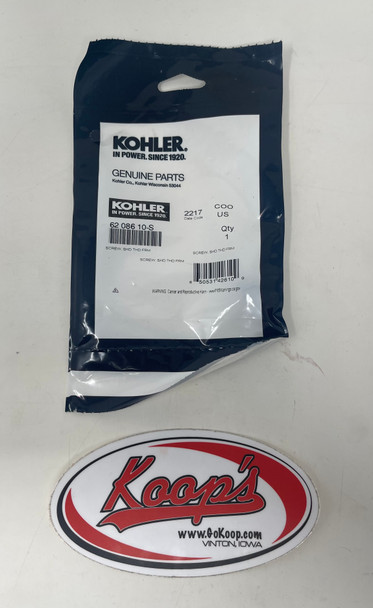 KOHLER.
IN POWER. SINCE 1920.
GENUINE PARTS
Kohler Co., Kohler Wisconsin 53044
KOHLER
IN POWER. SINCE 1920.
2217
Date Code
COO
US
62 086 10-S
Qty
1
SCREW, SHD THD FRM
SCREW, SHD THD FRM
SCREW, SHD THD FRM
WARNING: Cancer and Reproductive Harm -
Koop's
www.GoKoop.com
VINTON, IOWA